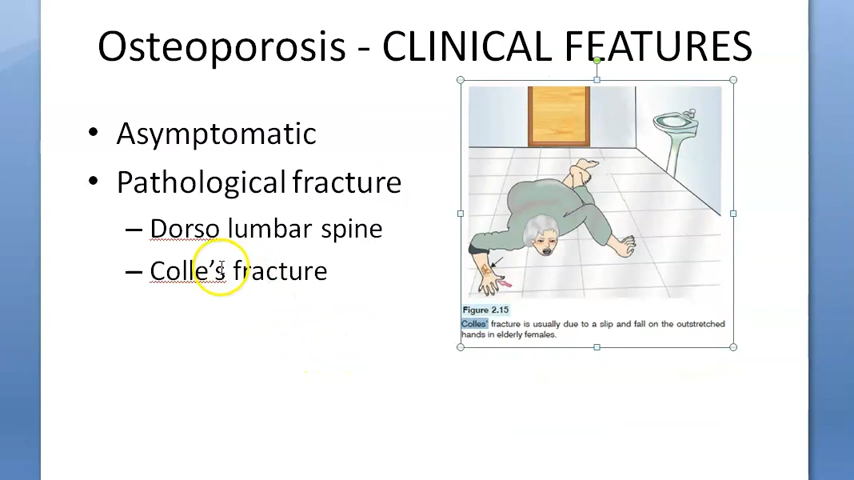 Osteoporosis - CLINICAL FEATURES
• Asymptomatic
• Pathological fracture
– Dorso lumbar spine
– Colle's fracture
Figure 2.15
Colles' fracture is usually due to a slip and fall on the outstretched
hands in elderly females.